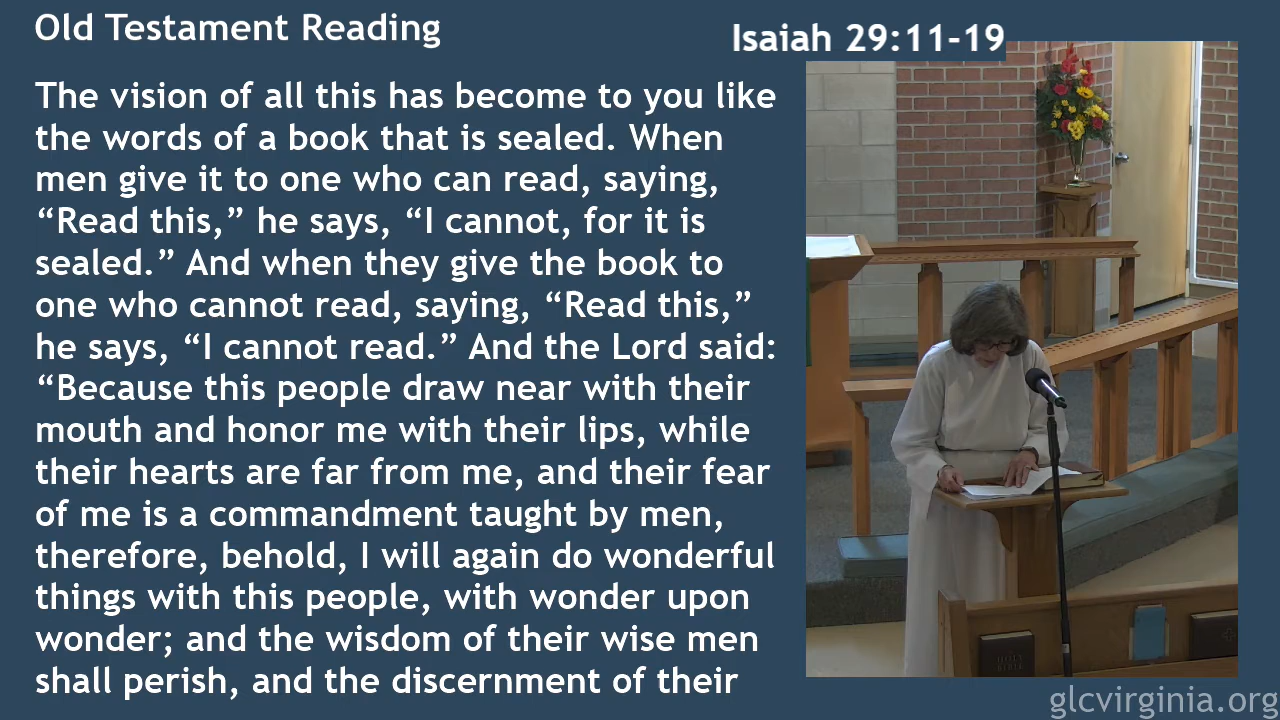 Old Testament Reading
Isaiah 29:11-19
The vision of all this has become to you like
the words of a book that is sealed. When
men give it to one who can read, saying,
“Read this,” he says, “I cannot, for it is
sealed.” And when they give the book to
one who cannot read, saying, “Read this,”
he says, “I cannot read.” And the Lord said:
“Because this people draw near with their
mouth and honor me with their lips, while
their hearts are far from me, and their fear
of me is a commandment taught by men,
therefore, behold, I will again do wonderful
things with this people, with wonder upon
wonder; and the wisdom of their wise men
shall perish, and the discernment of their
HOLY
BIBLE
glcvirginia.org